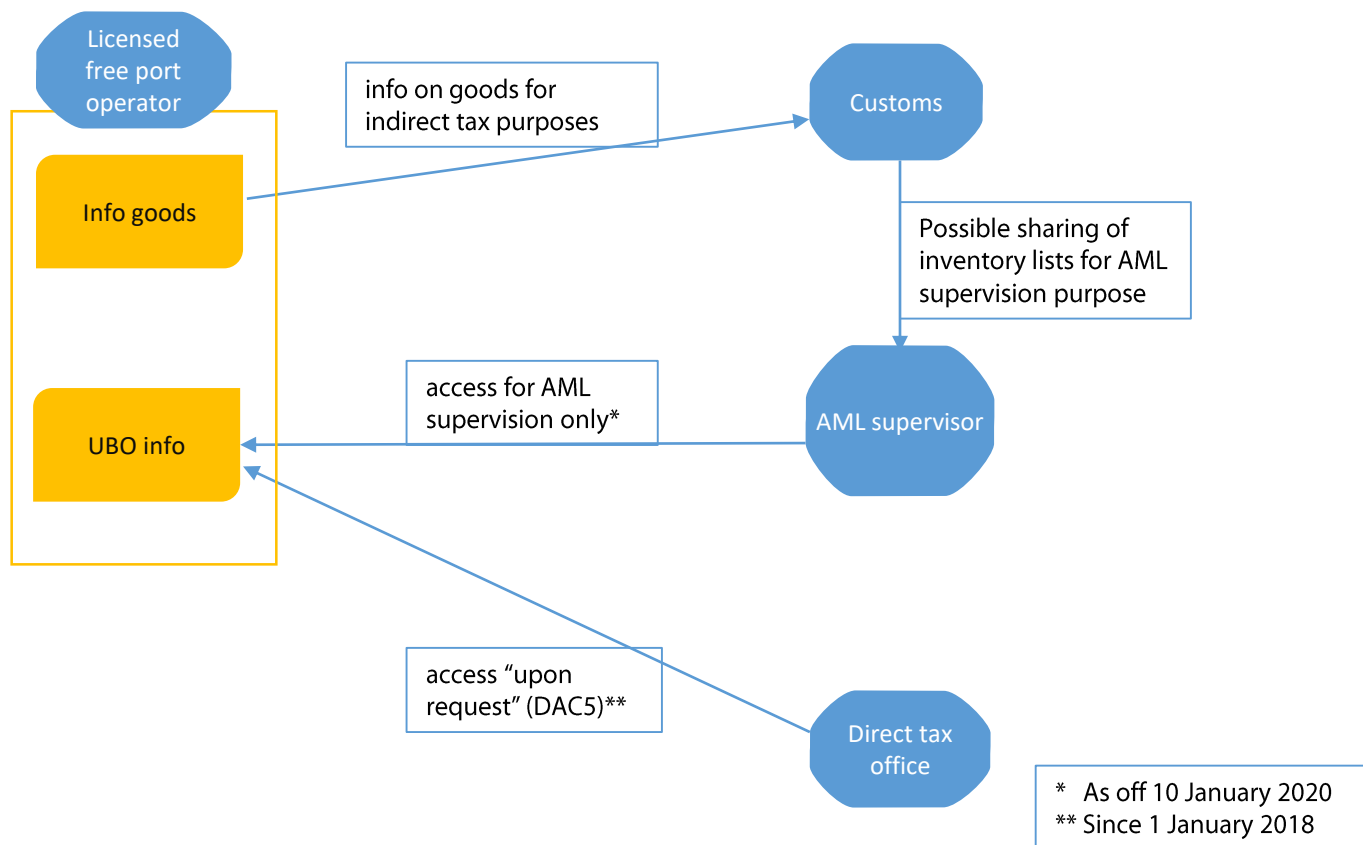 Licensed
free port
operator
info on goods for
indirect tax purposes
Customs
Info goods
Possible sharing of
inventory lists for AML
supervision purpose
access for AML
supervision only*
AML supervisor
UBO info
access “upon
request” (DAC5)**
Direct tax
office
* As off 10 January 2020
** Since 1 January 2018